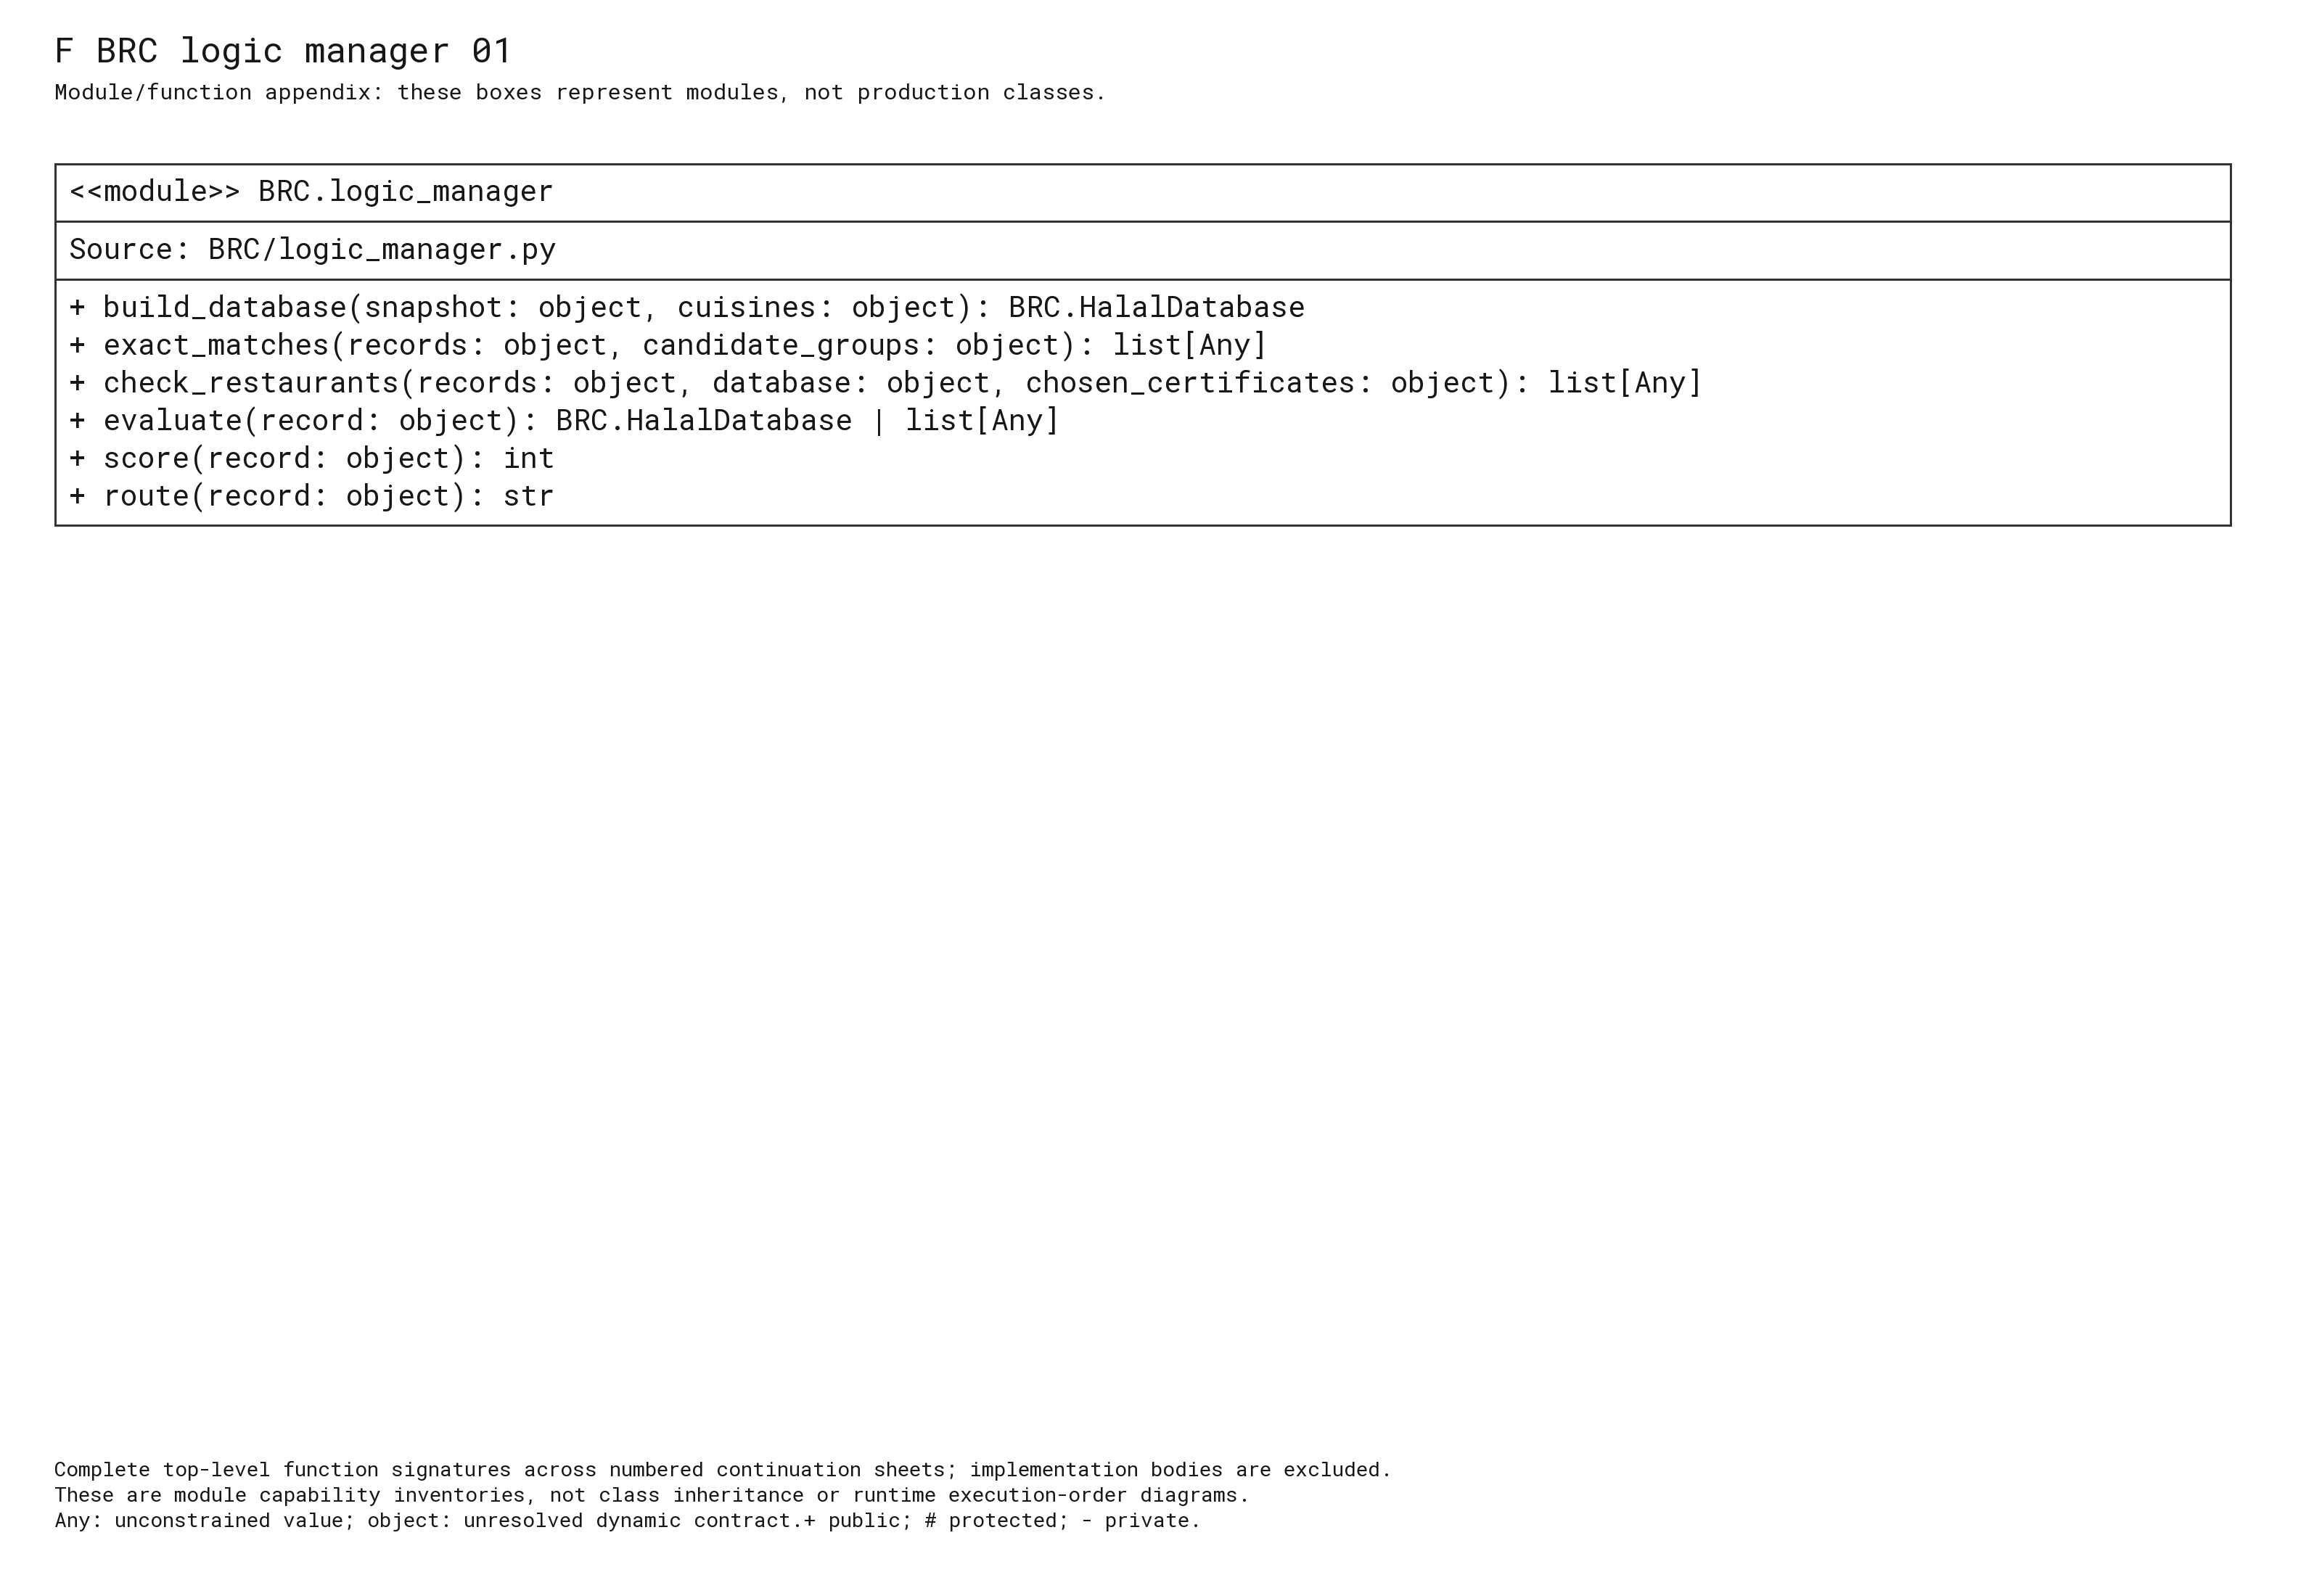 F BRC logic manager 01
Module/function appendix: these boxes represent modules, not production classes.
<<module>> BRC.logic_manager
Source: BRC/logic_manager.py
+ build_database(snapshot: object, cuisines: object): BRC.HalalDatabase
+ exact_matches(records: object, candidate_groups: object): list[Any]
+ check_restaurants(records: object, database: object, chosen_certificates: object): list[Any]
+ evaluate(record: object): BRC.HalalDatabase | list[Any]
+ score(record: object): int
+ route(record: object): str
Complete top-level function signatures across numbered continuation sheets; implementation bodies are excluded.
These are module capability inventories, not class inheritance or runtime execution-order diagrams.
Any: unconstrained value; object: unresolved dynamic contract.+ public; # protected; - private.